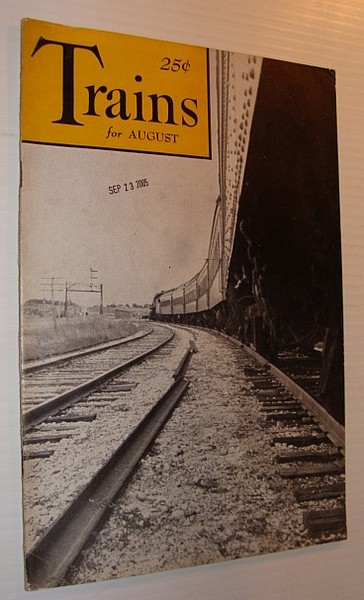 25¢
Trains
for AUGUST
SEP 23 2005